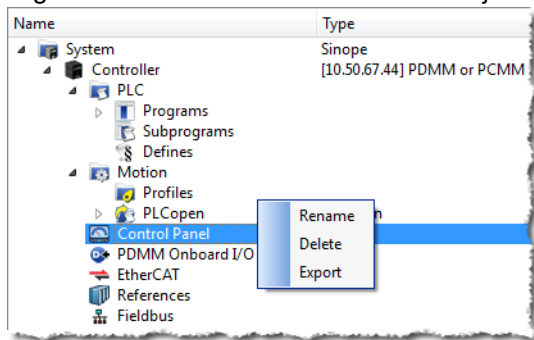 Name Type
System Sinope
Controller [10.50.67.44] PDMM or PCMM
PLC
Programs
Subprograms
Defines
Motion
Profiles
PLCopen n
Control Panel
PDMM Onboard I/O
EtherCAT
References
Fieldbus
Rename
Delete
Export